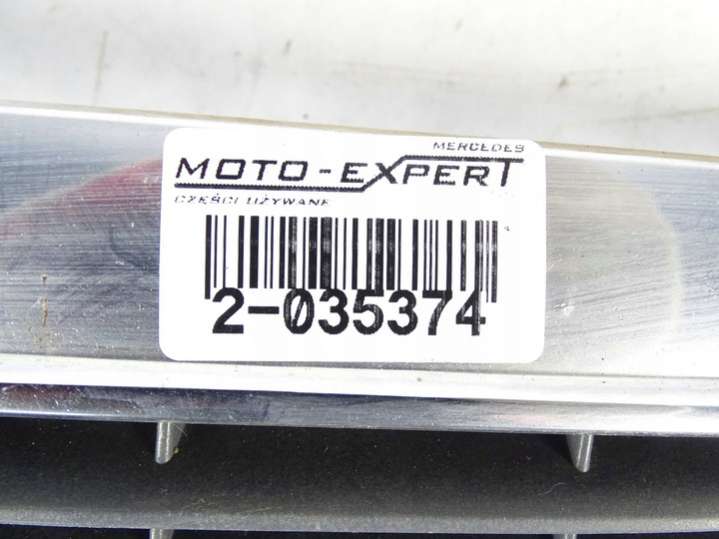 MERCEDES
MOTO-EXPERT
CZĘŚCI UŻYWANE
2-035374